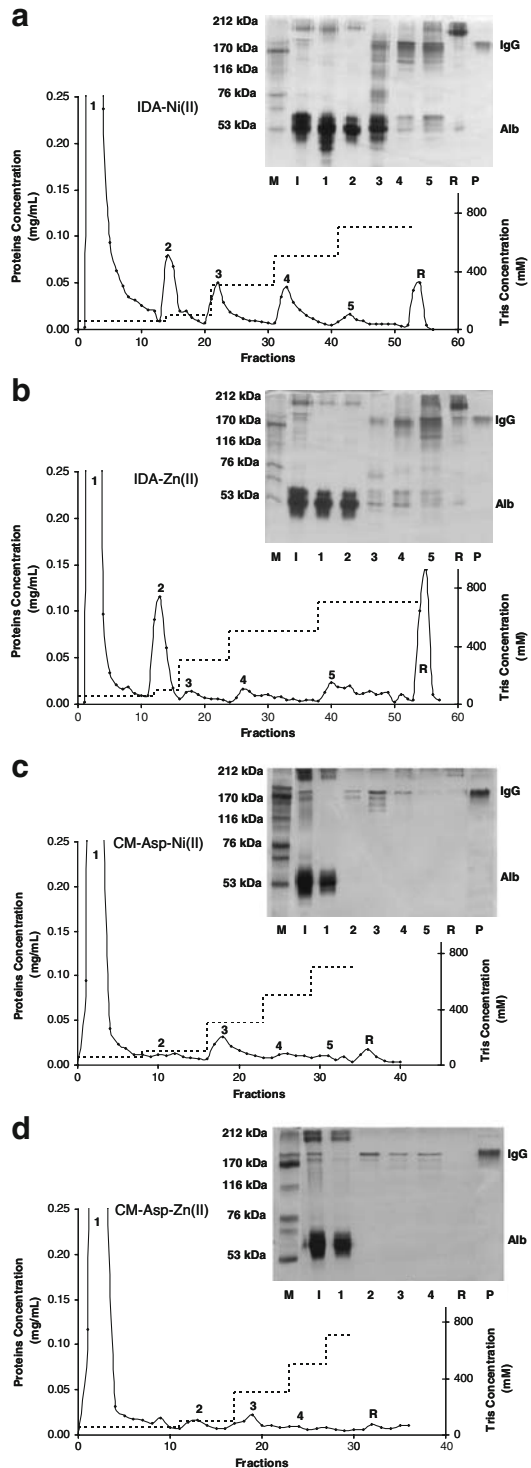 a
212 kDa
170 kDa
116 kDa
76 kDa
53 kDa
IgG
Alb
M I 1 2 3 4 5 R P
IDA-Ni(II)
Proteins Concentration
(mg/mL)
0.25
0.20
0.15
0.10
0.05
0.00
1
2
3
4
5
R
0 10 20 30 40 50 60
Fractions
800
400
0
Tris Concentration
(mM)
b
212 kDa
170 kDa
116 kDa
76 kDa
53 kDa
IgG
Alb
M I 1 2 3 4 5 R P
IDA-Zn(II)
Proteins Concentration
(mg/mL)
0.25
0.20
0.15
0.10
0.05
0.00
1
2
3
4
5
R
0 10 20 30 40 50 60
Fractions
800
400
0
Tris Concentration
(mM)
c
212 kDa
170 kDa
116 kDa
76 kDa
53 kDa
IgG
Alb
M I 1 2 3 4 5 R P
CM-Asp-Ni(II)
Proteins Concentration
(mg/mL)
0.25
0.20
0.15
0.10
0.05
0.00
1
2
3
4
5
R
0 10 20 30 40
Fractions
800
400
0
Tris Concentration
(mM)
d
212 kDa
170 kDa
116 kDa
76 kDa
53 kDa
IgG
Alb
M I 1 2 3 4 R P
CM-Asp-Zn(II)
Proteins Concentration
(mg/mL)
0.25
0.20
0.15
0.10
0.05
0.00
1
2
3
4
R
0 10 20 30 40
Fractions
800
400
0
Tris Concentration
(mM)